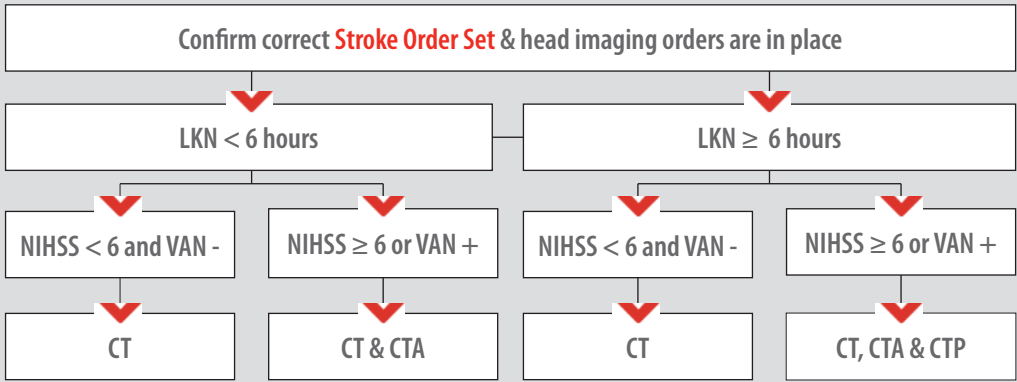 Confirm correct Stroke Order Set & head imaging orders are in place
LKN < 6 hours
LKN ≥ 6 hours
NIHSS < 6 and VAN -
NIHSS ≥ 6 or VAN +
NIHSS < 6 and VAN -
NIHSS ≥ 6 or VAN +
CT
CT & CTA
CT
CT, CTA & CTP